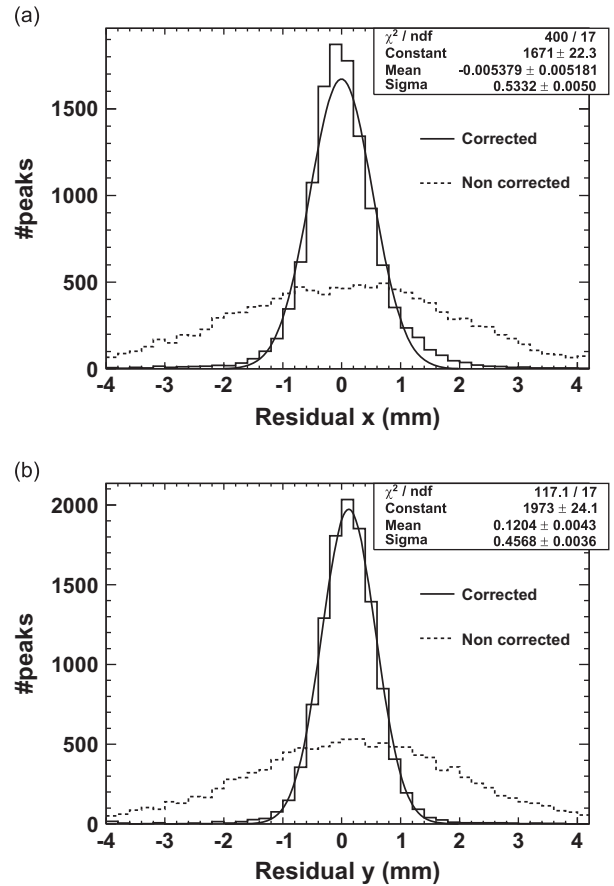 (a)
χ² / ndf 400 / 17
Constant 1671 ± 22.3
Mean -0.005379 ± 0.005181
Sigma 0.5332 ± 0.0050
Corrected
Non corrected
#peaks
1500
1000
500
0
-4 -3 -2 -1 0 1 2 3 4
Residual x (mm)
(b)
χ² / ndf 117.1 / 17
Constant 1973 ± 24.1
Mean 0.1204 ± 0.0043
Sigma 0.4568 ± 0.0036
Corrected
Non corrected
#peaks
2000
1500
1000
500
0
-4 -3 -2 -1 0 1 2 3 4
Residual y (mm)